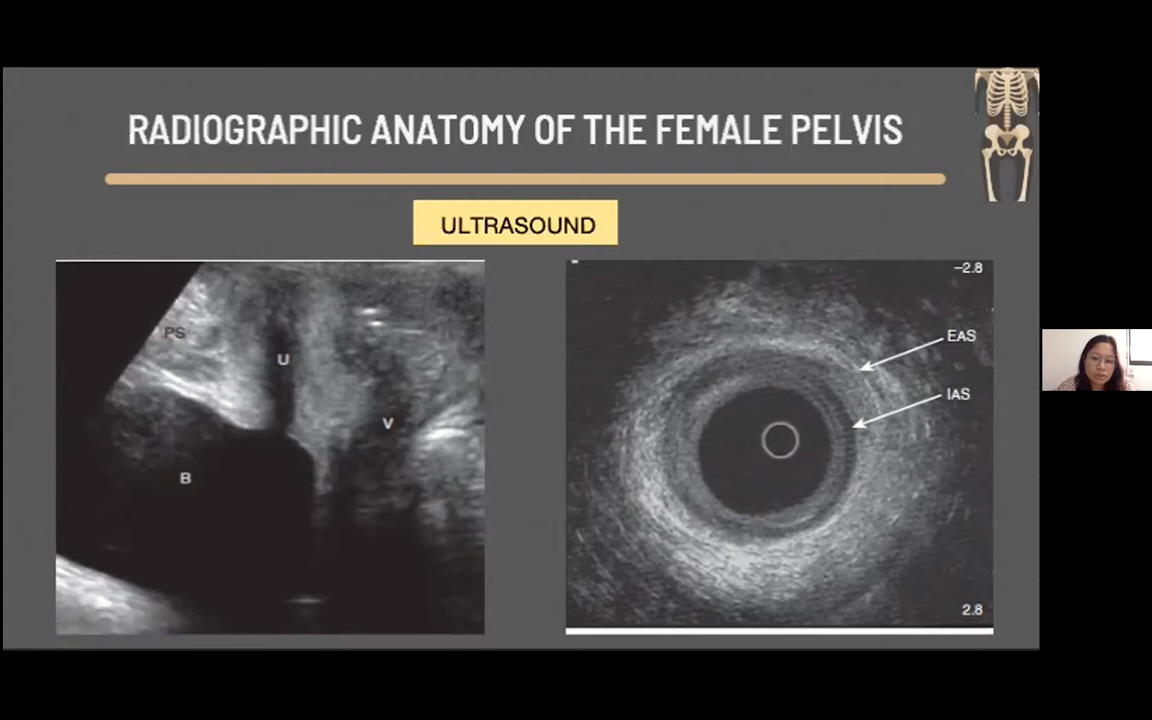 RADIOGRAPHIC ANATOMY OF THE FEMALE PELVIS
ULTRASOUND
PS
U
V
B
–2.8
EAS
IAS
2.8